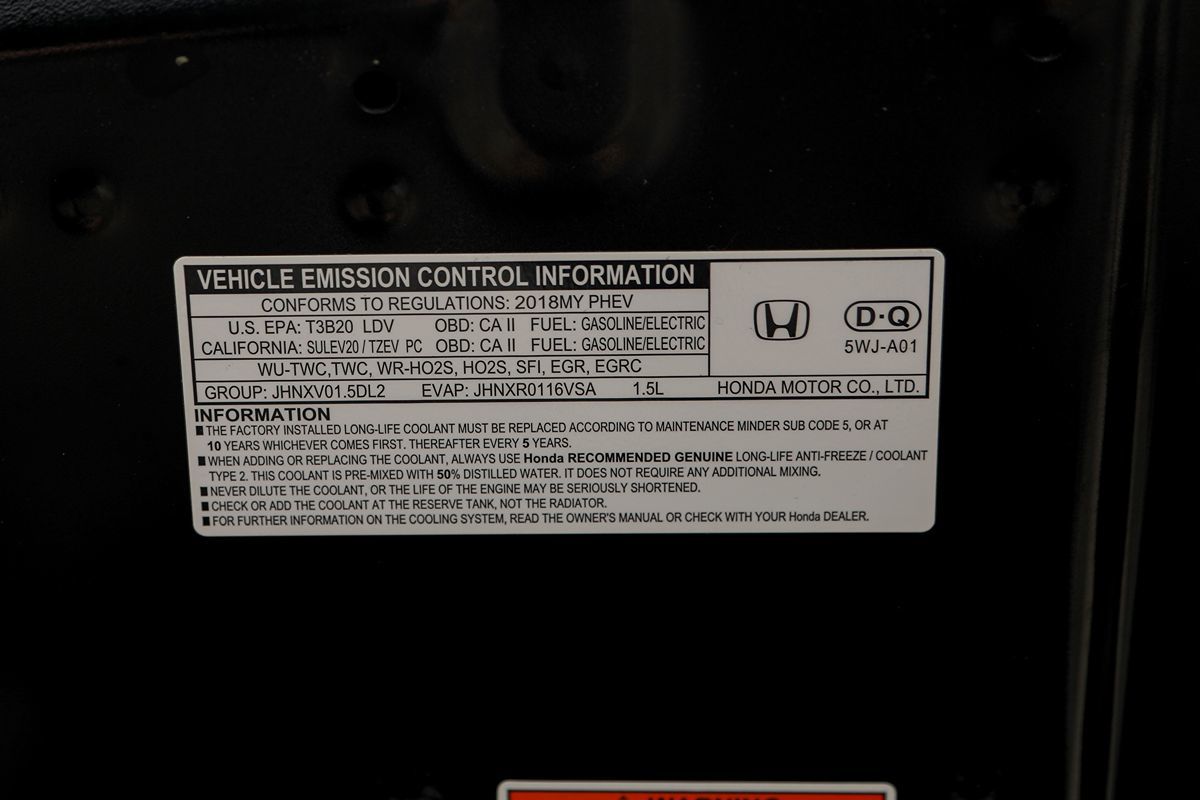 VEHICLE EMISSION CONTROL INFORMATION
CONFORMS TO REGULATIONS: 2018MY PHEV
U.S. EPA: T3B20 LDV OBD: CA II FUEL: GASOLINE/ELECTRIC
CALIFORNIA: SULEV20 / TZEV PC OBD: CA II FUEL: GASOLINE/ELECTRIC
WU-TWC,TWC, WR-HO2S, HO2S, SFI, EGR, EGRC
GROUP: JHNXV01.5DL2 EVAP: JHNXR0116VSA 1.5L HONDA MOTOR CO., LTD.
D·Q
5WJ-A01
INFORMATION
■ THE FACTORY INSTALLED LONG-LIFE COOLANT MUST BE REPLACED ACCORDING TO MAINTENANCE MINDER SUB CODE 5, OR AT
10 YEARS WHICHEVER COMES FIRST. THEREAFTER EVERY 5 YEARS.
■ WHEN ADDING OR REPLACING THE COOLANT, ALWAYS USE Honda RECOMMENDED GENUINE LONG-LIFE ANTI-FREEZE / COOLANT
TYPE 2. THIS COOLANT IS PRE-MIXED WITH 50% DISTILLED WATER. IT DOES NOT REQUIRE ANY ADDITIONAL MIXING.
■ NEVER DILUTE THE COOLANT, OR THE LIFE OF THE ENGINE MAY BE SERIOUSLY SHORTENED.
■ CHECK OR ADD THE COOLANT AT THE RESERVE TANK, NOT THE RADIATOR.
■ FOR FURTHER INFORMATION ON THE COOLING SYSTEM, READ THE OWNER'S MANUAL OR CHECK WITH YOUR Honda DEALER.
WARNING